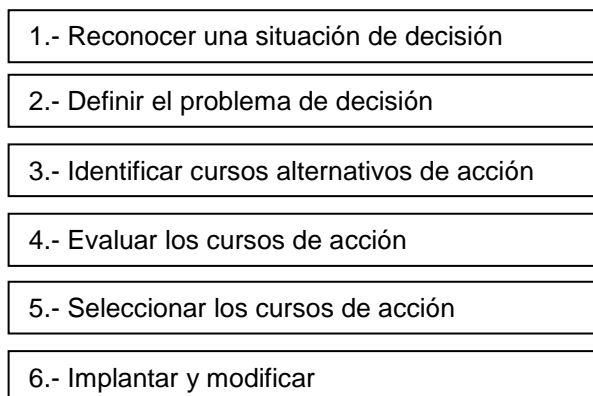 1.- Reconocer una situación de decisión
2.- Definir el problema de decisión
3.- Identificar cursos alternativos de acción
4.- Evaluar los cursos de acción
5.- Seleccionar los cursos de acción
6.- Implantar y modificar